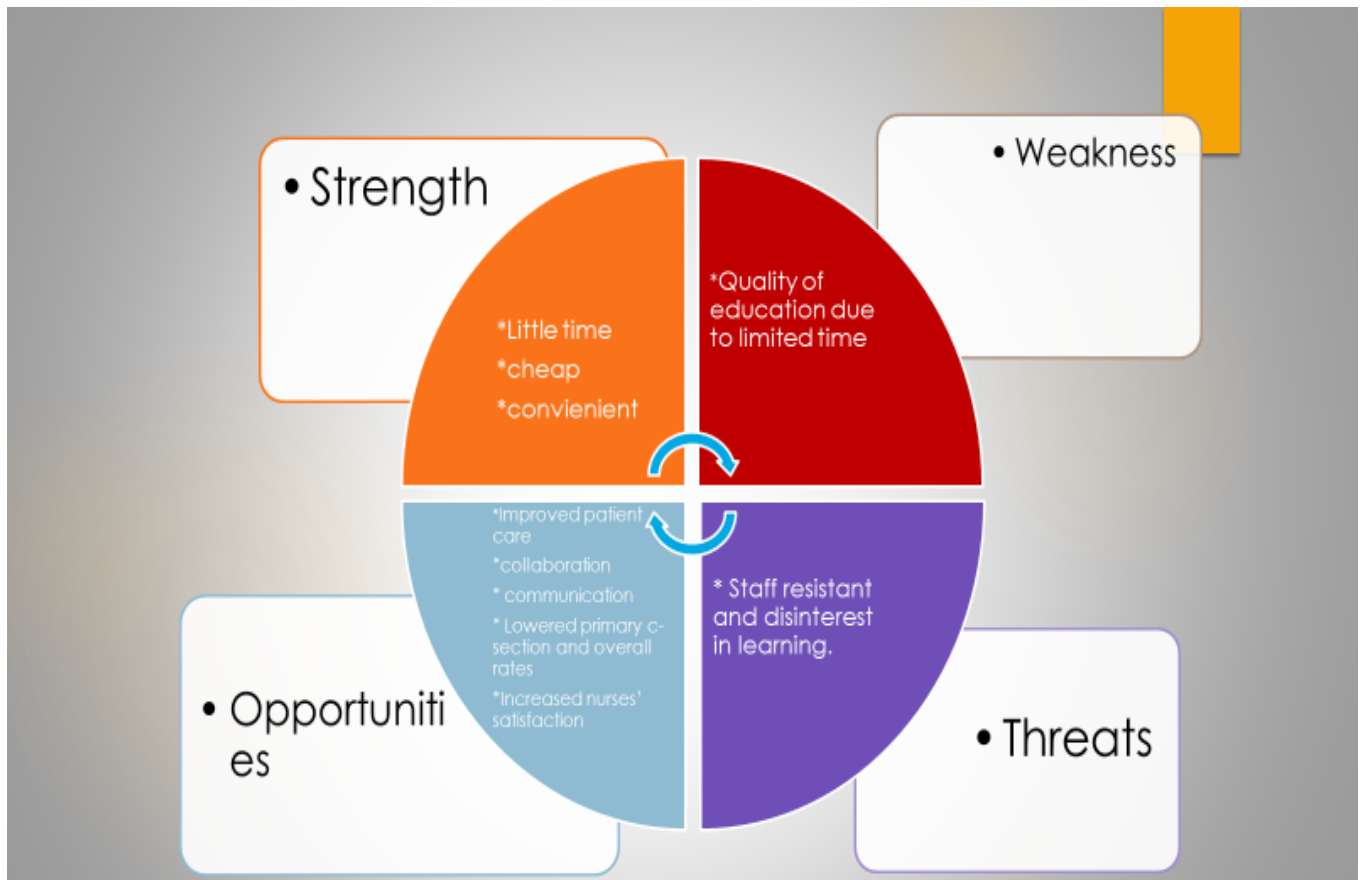 • Strength
*Little time
*cheap
*convienient
• Weakness
*Quality of
education due
to limited time
• Opportuniti
es
*Improved patient
care
*collaboration
* communication
* Lowered primary c-
section and overall
rates
*Increased nurses'
satisfaction
• Threats
* Staff resistant
and disinterest
in learning.